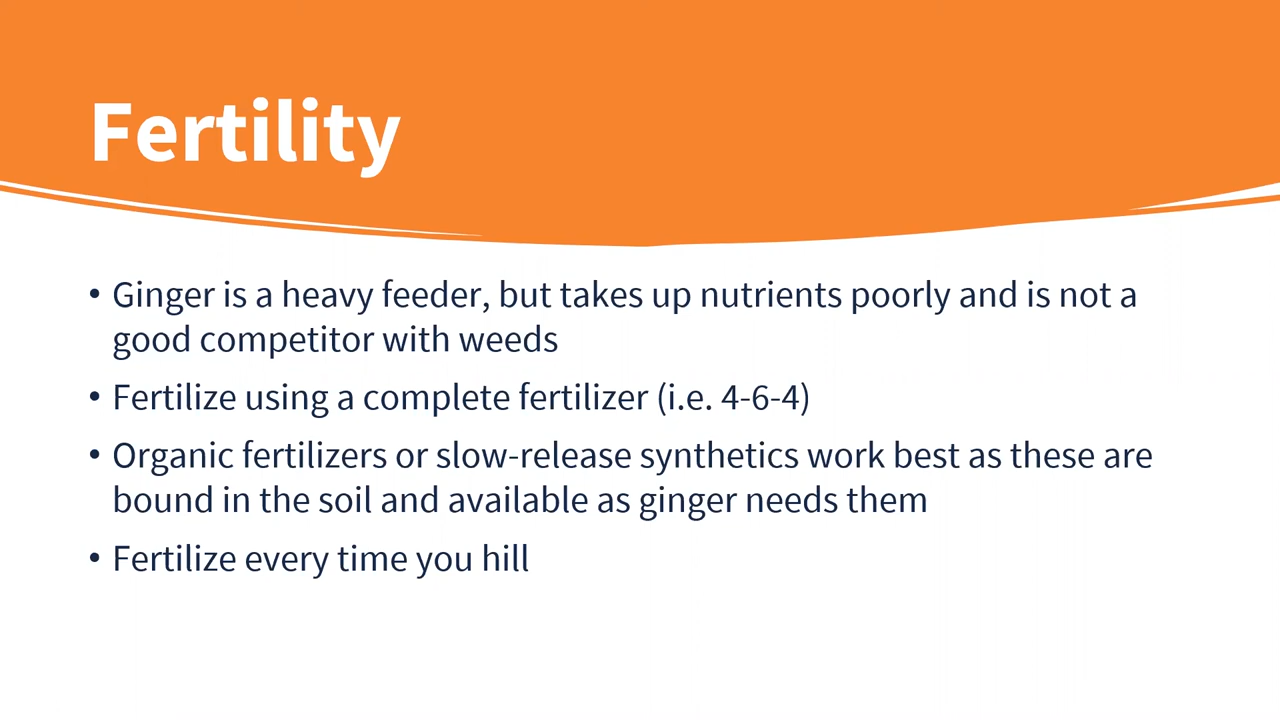 Fertility
• Ginger is a heavy feeder, but takes up nutrients poorly and is not a
good competitor with weeds
• Fertilize using a complete fertilizer (i.e. 4-6-4)
• Organic fertilizers or slow-release synthetics work best as these are
bound in the soil and available as ginger needs them
• Fertilize every time you hill